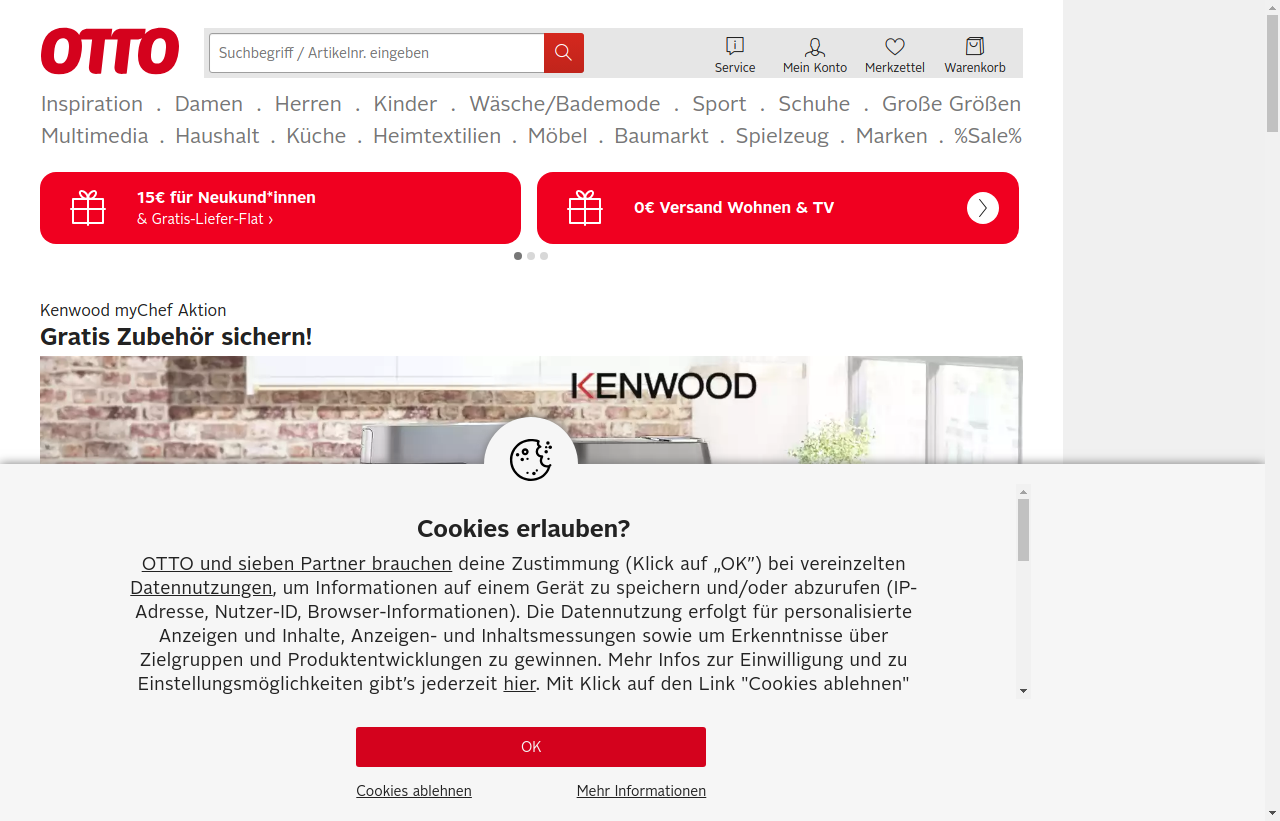 OTTO
Suchbegriff / Artikelnr. eingeben
Service
Mein Konto
Merkzettel
Warenkorb
Inspiration . Damen . Herren . Kinder . Wäsche/Bademode . Sport . Schuhe . Große Größen
Multimedia . Haushalt . Küche . Heimtextilien . Möbel . Baumarkt . Spielzeug . Marken . %Sale%
15€ für Neukund*innen
& Gratis-Liefer-Flat ›
0€ Versand Wohnen & TV
Kenwood myChef Aktion
Gratis Zubehör sichern!
KENWOOD
Cookies erlauben?
OTTO und sieben Partner brauchen deine Zustimmung (Klick auf „OK”) bei vereinzelten
Datennutzungen, um Informationen auf einem Gerät zu speichern und/oder abzurufen (IP-
Adresse, Nutzer-ID, Browser-Informationen). Die Datennutzung erfolgt für personalisierte
Anzeigen und Inhalte, Anzeigen- und Inhaltsmessungen sowie um Erkenntnisse über
Zielgruppen und Produktentwicklungen zu gewinnen. Mehr Infos zur Einwilligung und zu
Einstellungsmöglichkeiten gibt’s jederzeit hier. Mit Klick auf den Link "Cookies ablehnen"
OK
Cookies ablehnen
Mehr Informationen